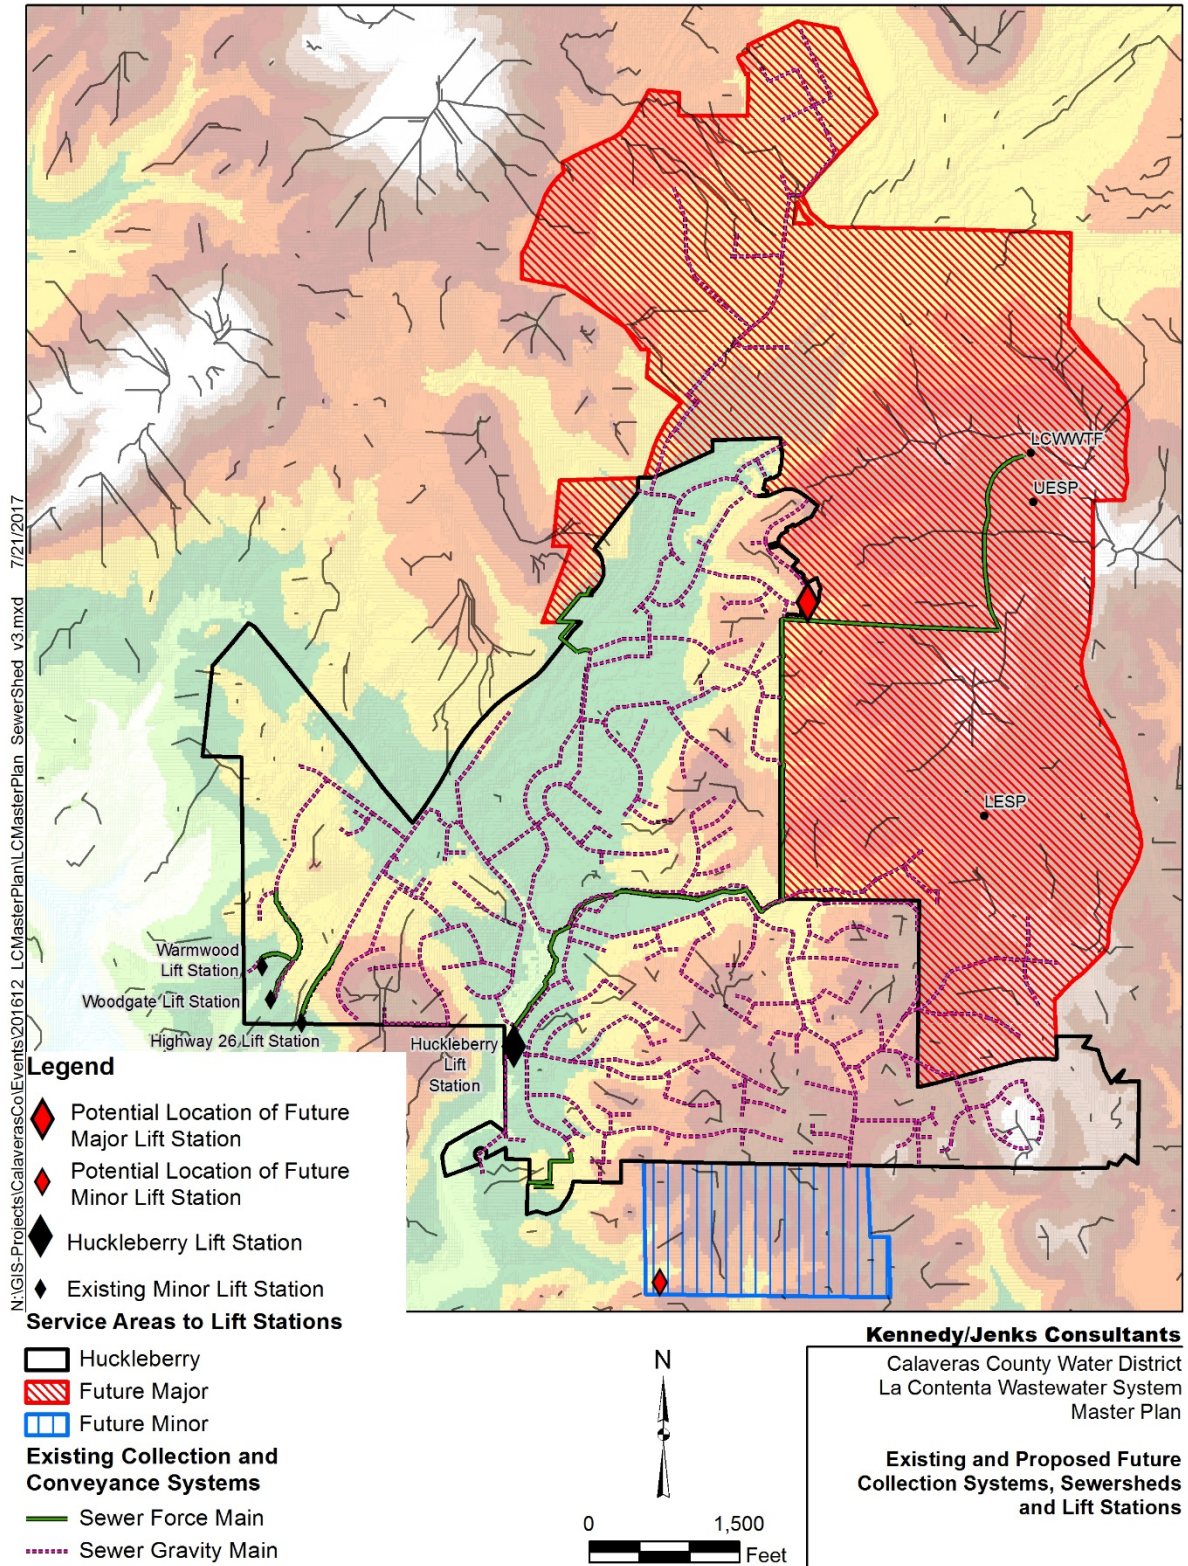 LCWWTF
UESP
LESP
Warmwood
Lift Station
Woodgate Lift Station
Highway 26 Lift Station
Huckleberry
Lift
Station
N:\GIS-Projects\CalaverasCo\Events\201612_LCMasterPlan\LCMasterPlan_SewerShed_v3.mxd 7/21/2017
Legend
Potential Location of Future
Major Lift Station
Potential Location of Future
Minor Lift Station
Huckleberry Lift Station
Existing Minor Lift Station
Service Areas to Lift Stations
Huckleberry
Future Major
Future Minor
Existing Collection and
Conveyance Systems
Sewer Force Main
Sewer Gravity Main
N
0 1,500
Feet
Kennedy/Jenks Consultants
Calaveras County Water District
La Contenta Wastewater System
Master Plan
Existing and Proposed Future
Collection Systems, Sewersheds
and Lift Stations